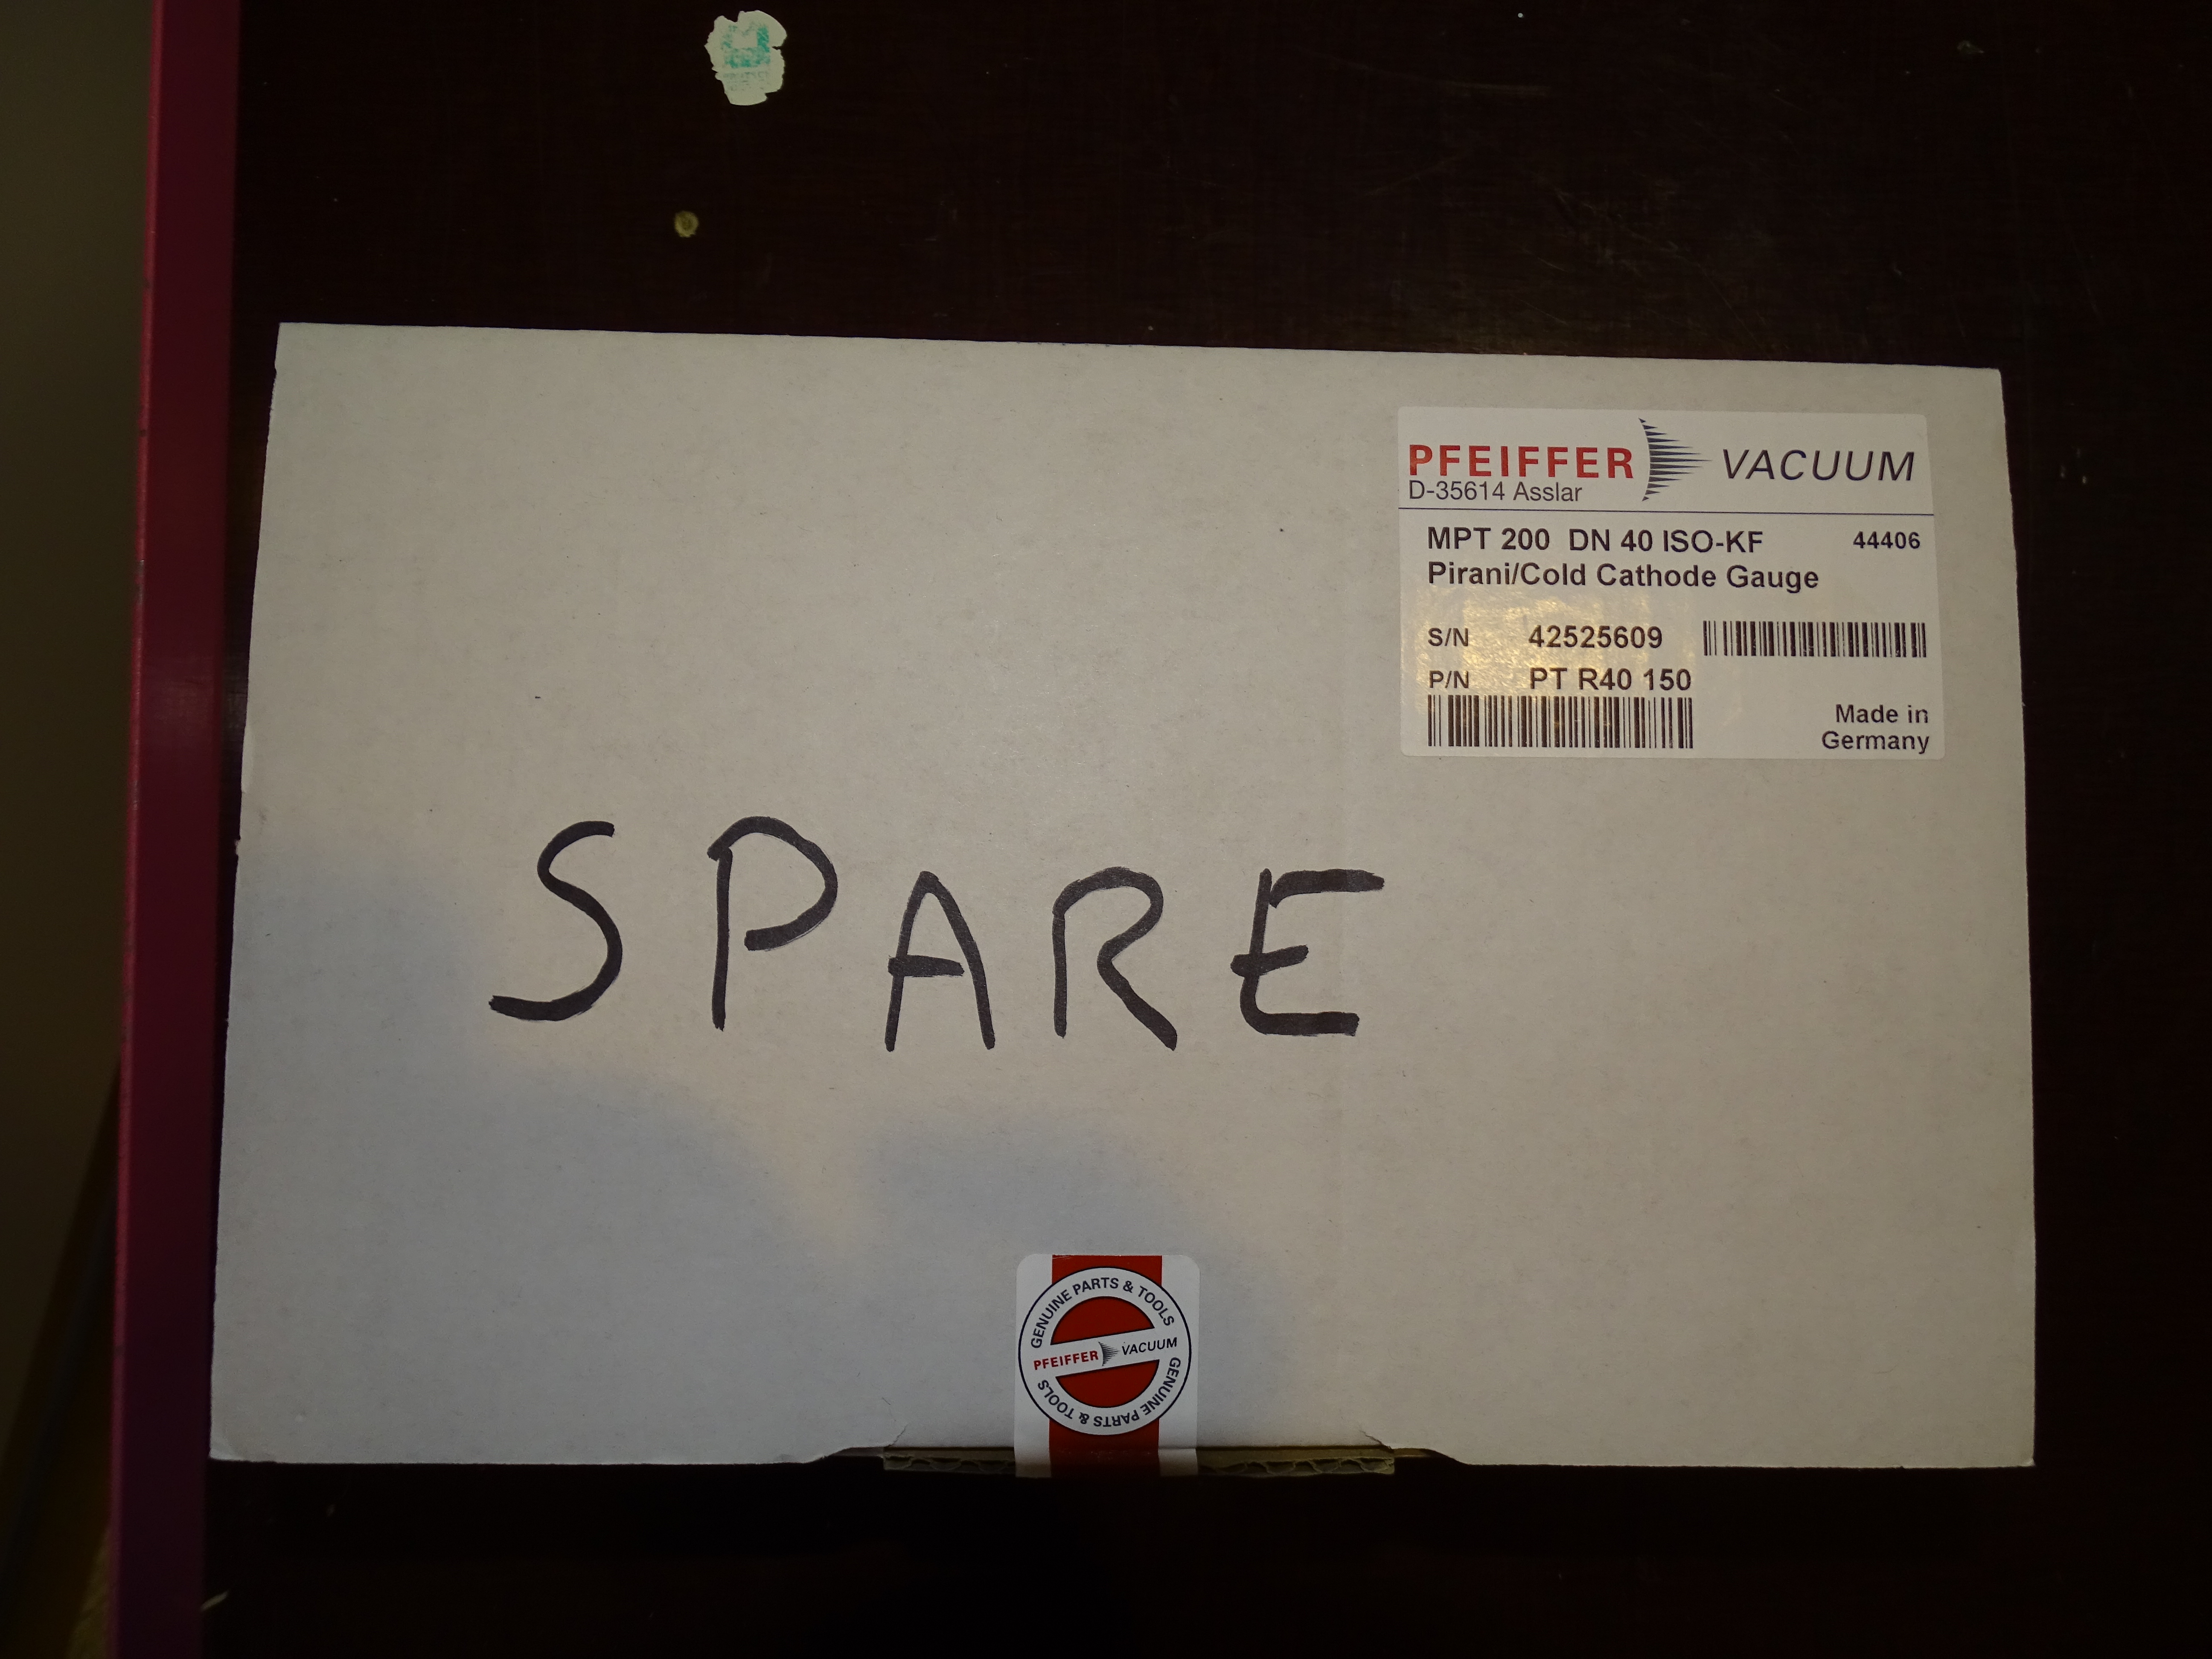 PFEIFFER VACUUM
D-35614 Asslar
MPT 200 DN 40 ISO-KF 44406
Pirani/Cold Cathode Gauge
S/N 42525609
P/N PT R40 150
Made in
Germany
SPARE
GENUINE PARTS & TOOLS
PFEIFFER VACUUM
GENUINE PARTS & TOOLS